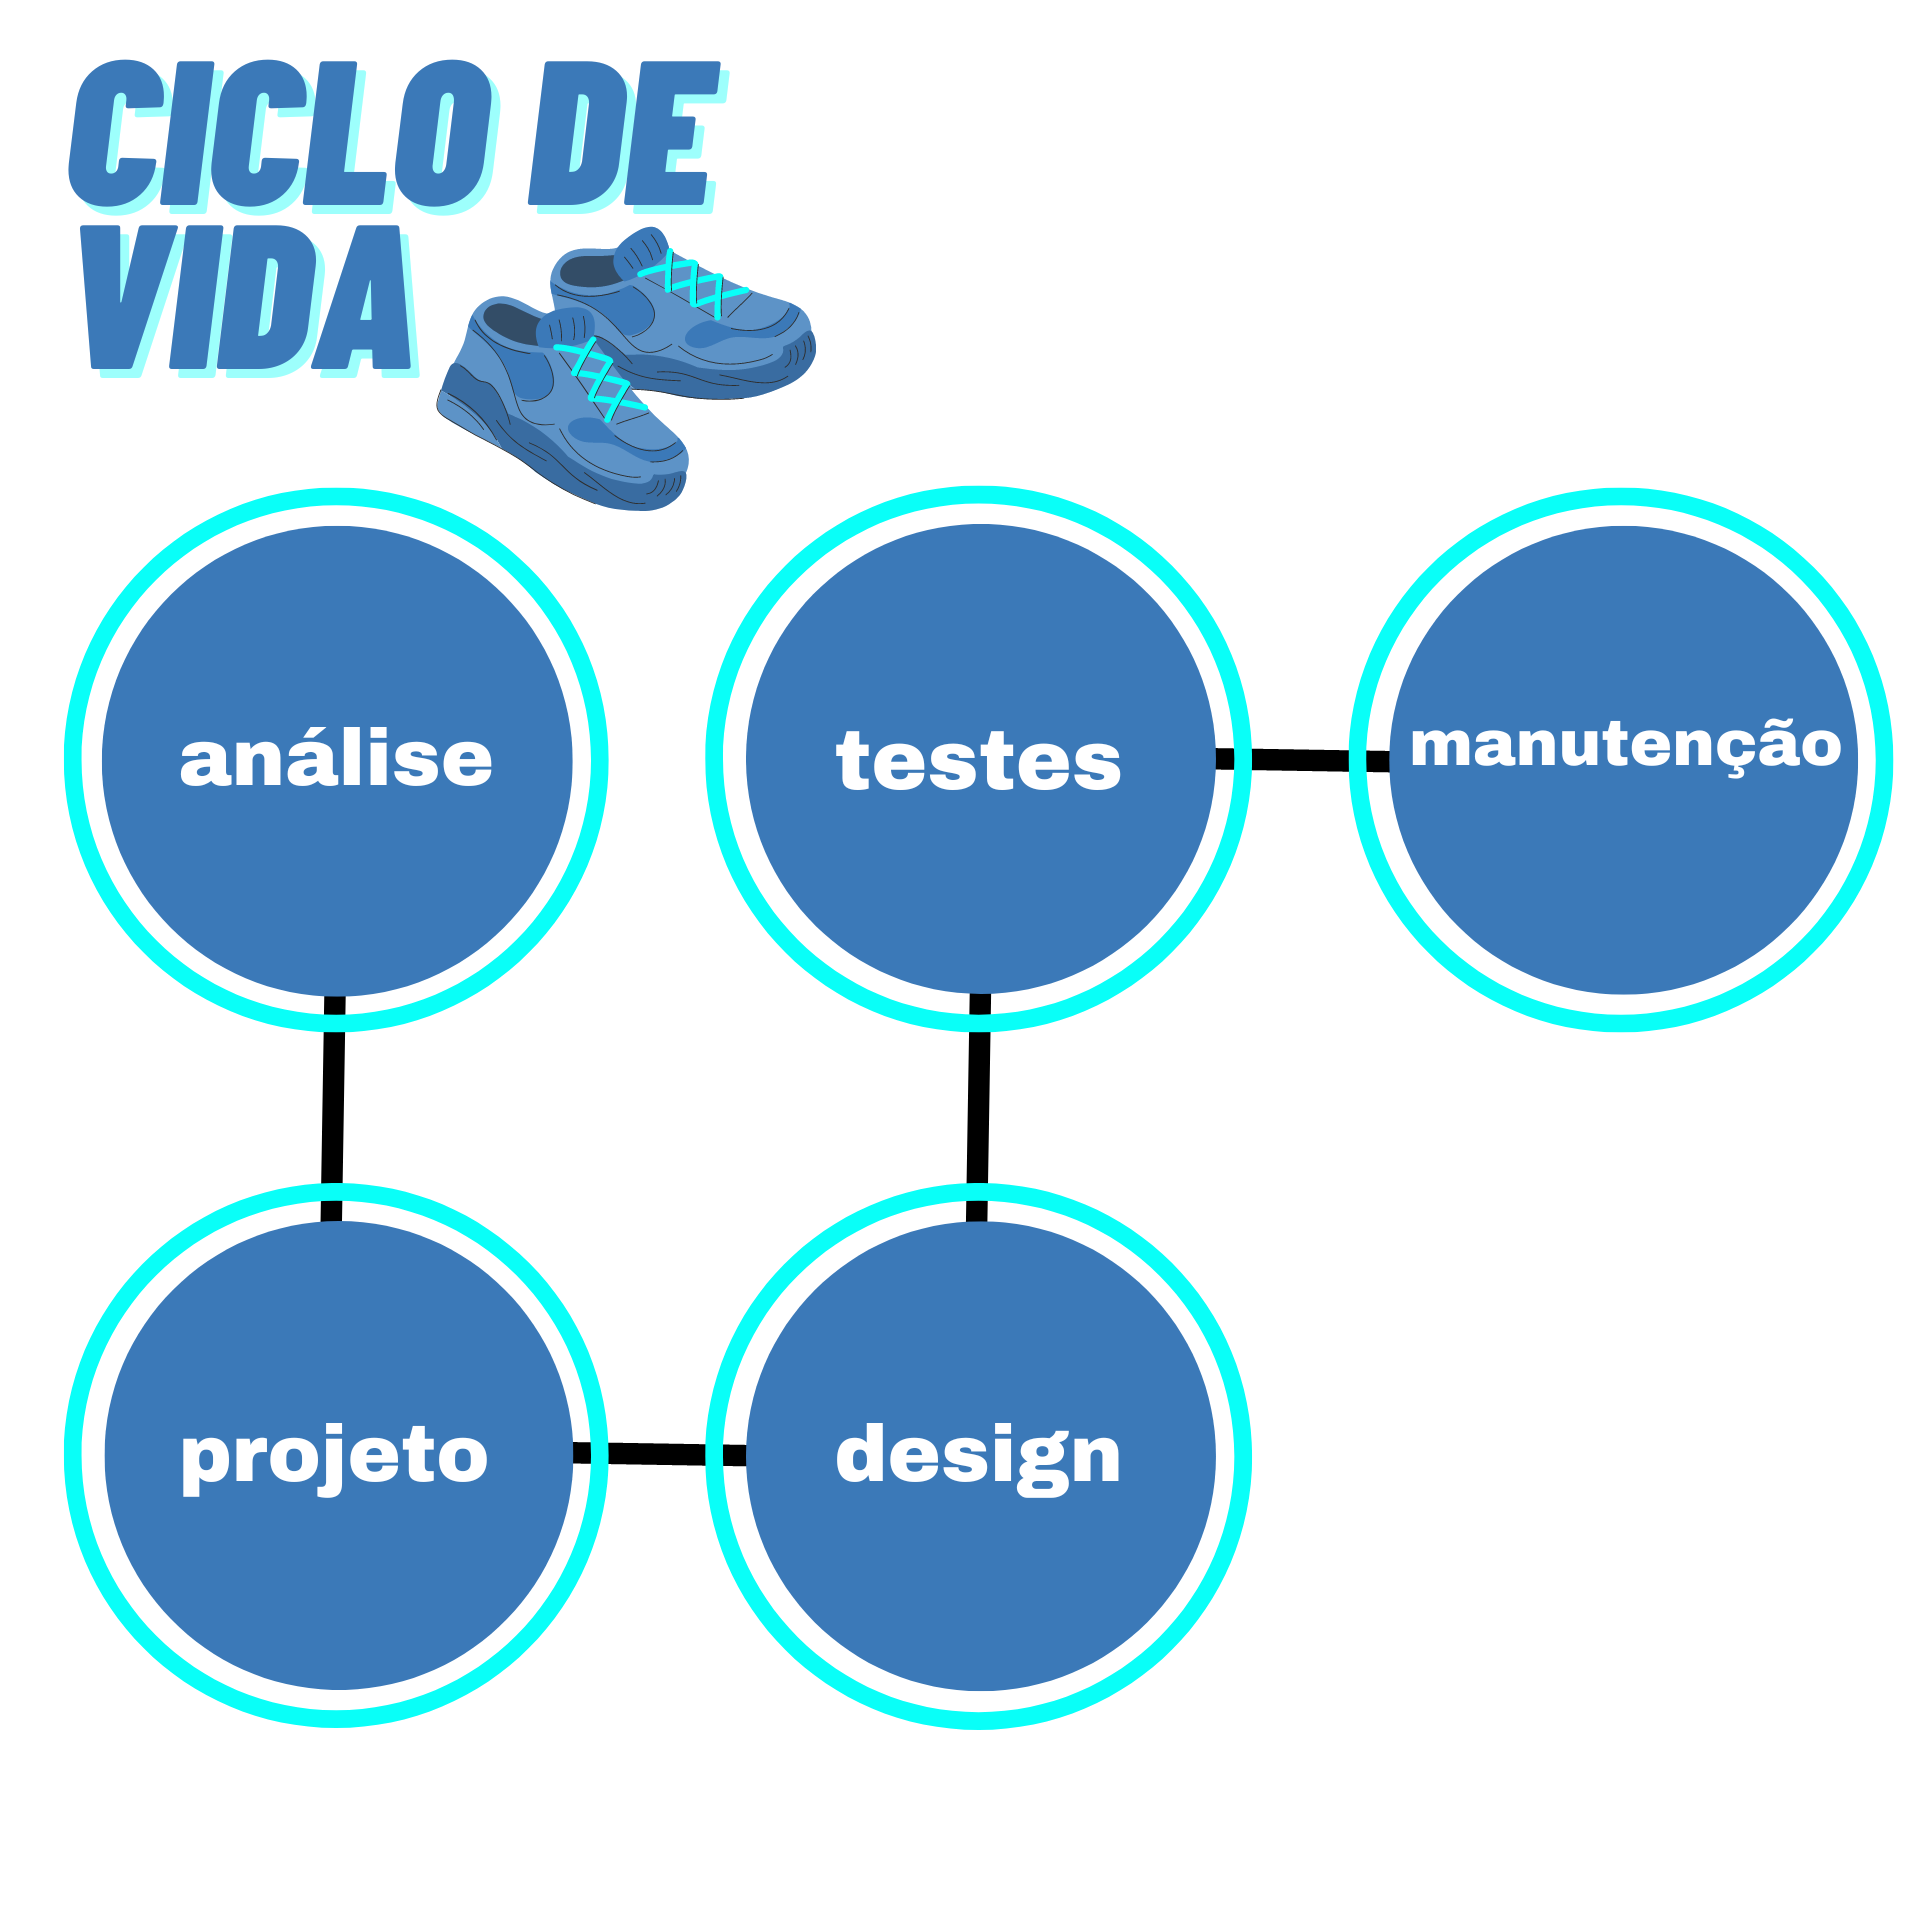 CICLO DE
VIDA
análise
testes
manutenção
projeto
design